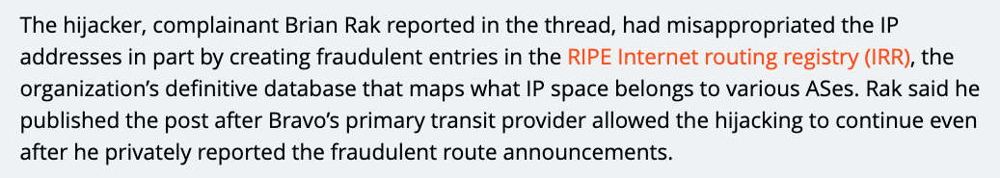 The hijacker, complainant Brian Rak reported in the thread, had misappropriated the IP
addresses in part by creating fraudulent entries in the RIPE Internet routing registry (IRR), the
organization’s definitive database that maps what IP space belongs to various ASes. Rak said he
published the post after Bravo’s primary transit provider allowed the hijacking to continue even
after he privately reported the fraudulent route announcements.